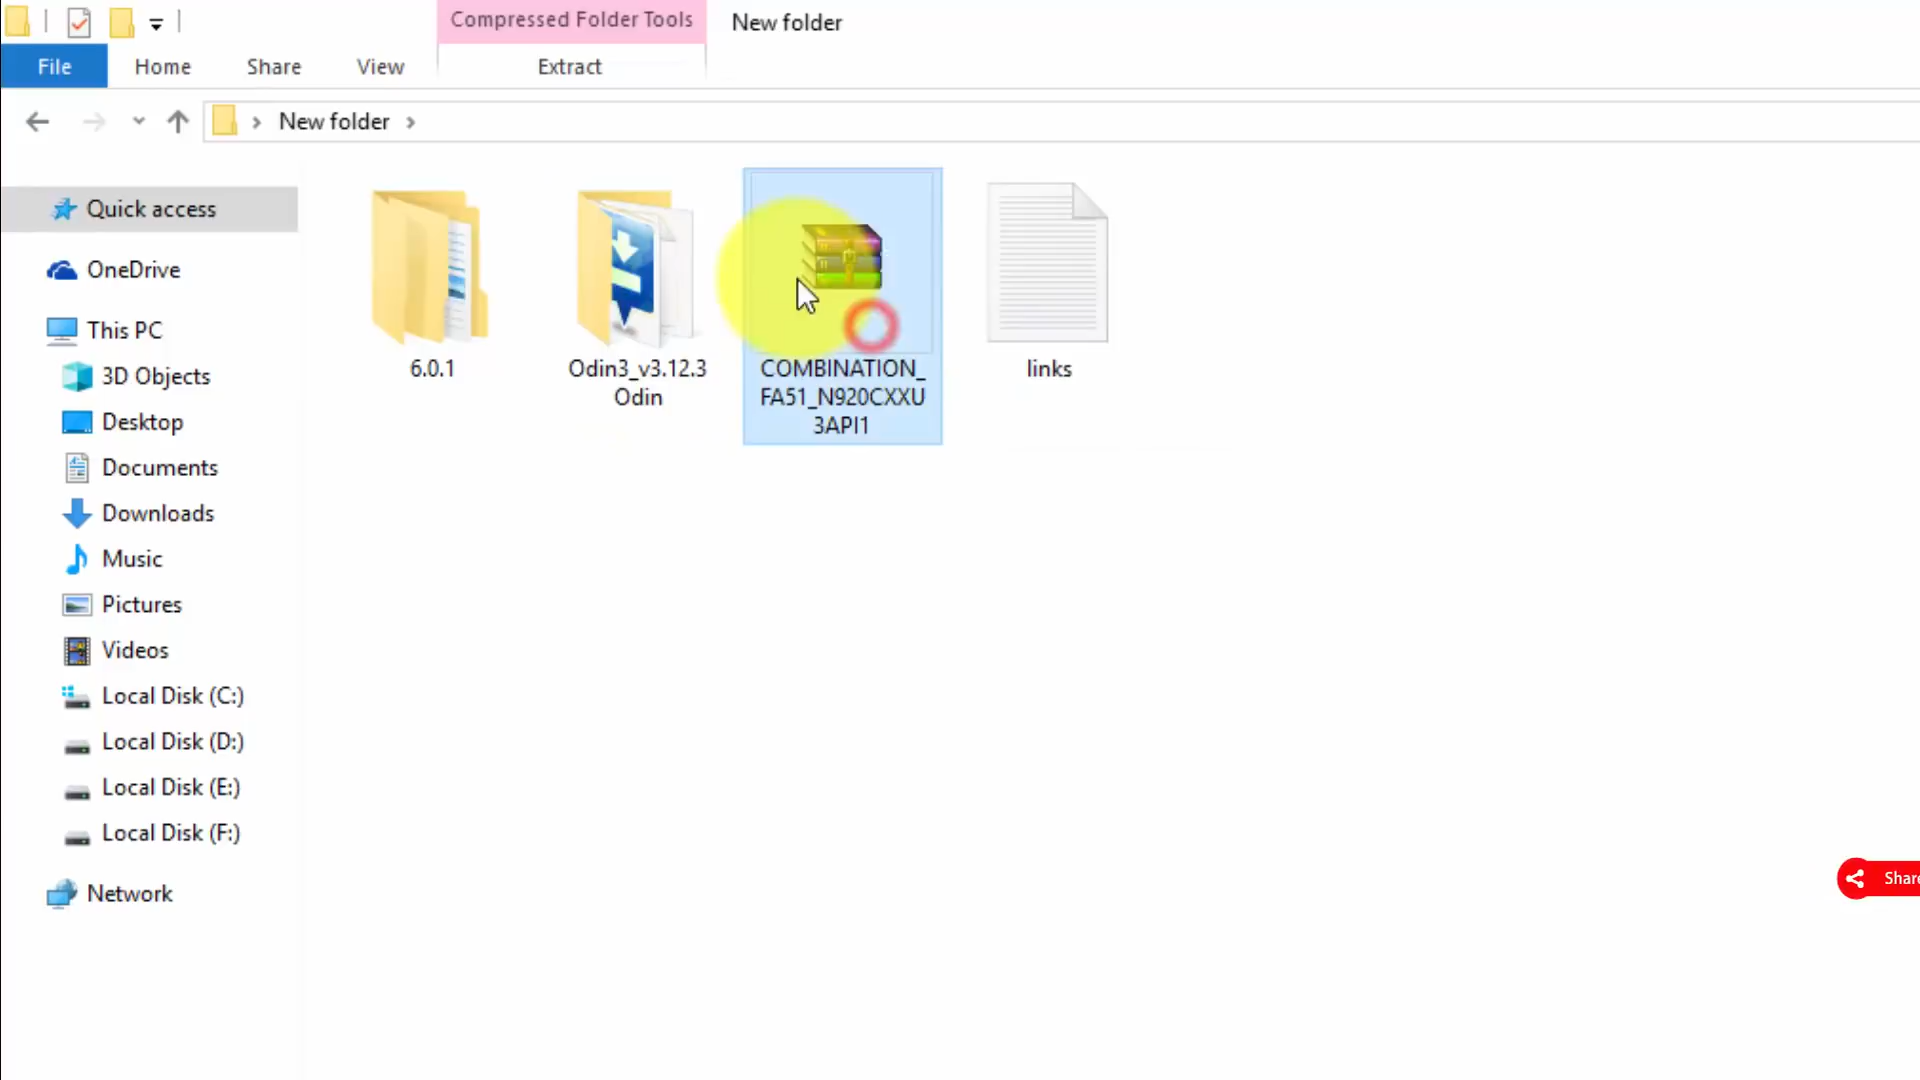 Compressed Folder Tools
New folder
File
Home
Share
View
Extract
New folder
Quick access
OneDrive
This PC
3D Objects
Desktop
Documents
Downloads
Music
Pictures
Videos
Local Disk (C:)
Local Disk (D:)
Local Disk (E:)
Local Disk (F:)
Network
6.0.1
Odin3_v3.12.3
Odin
COMBINATION_
FA51_N920CXXU
3API1
links
Share